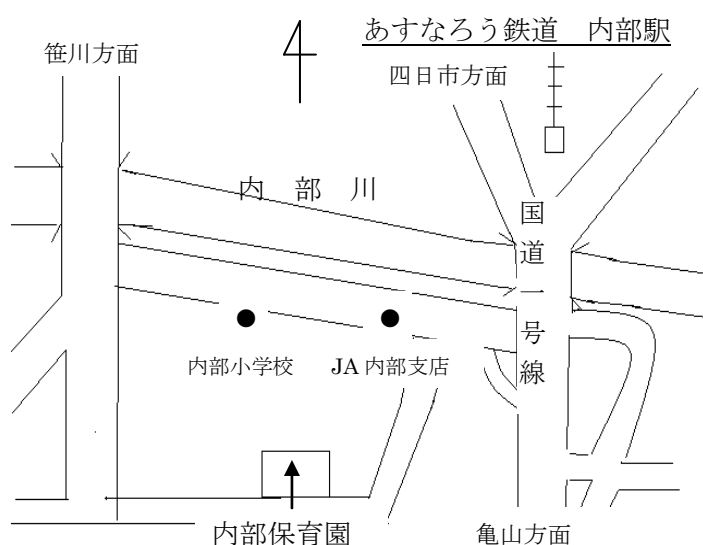 あすなろう鉄道　内部駅
笹川方面
四日市方面
内　部　川
国道一号線
内部小学校
JA内部支店
内部保育園
亀山方面